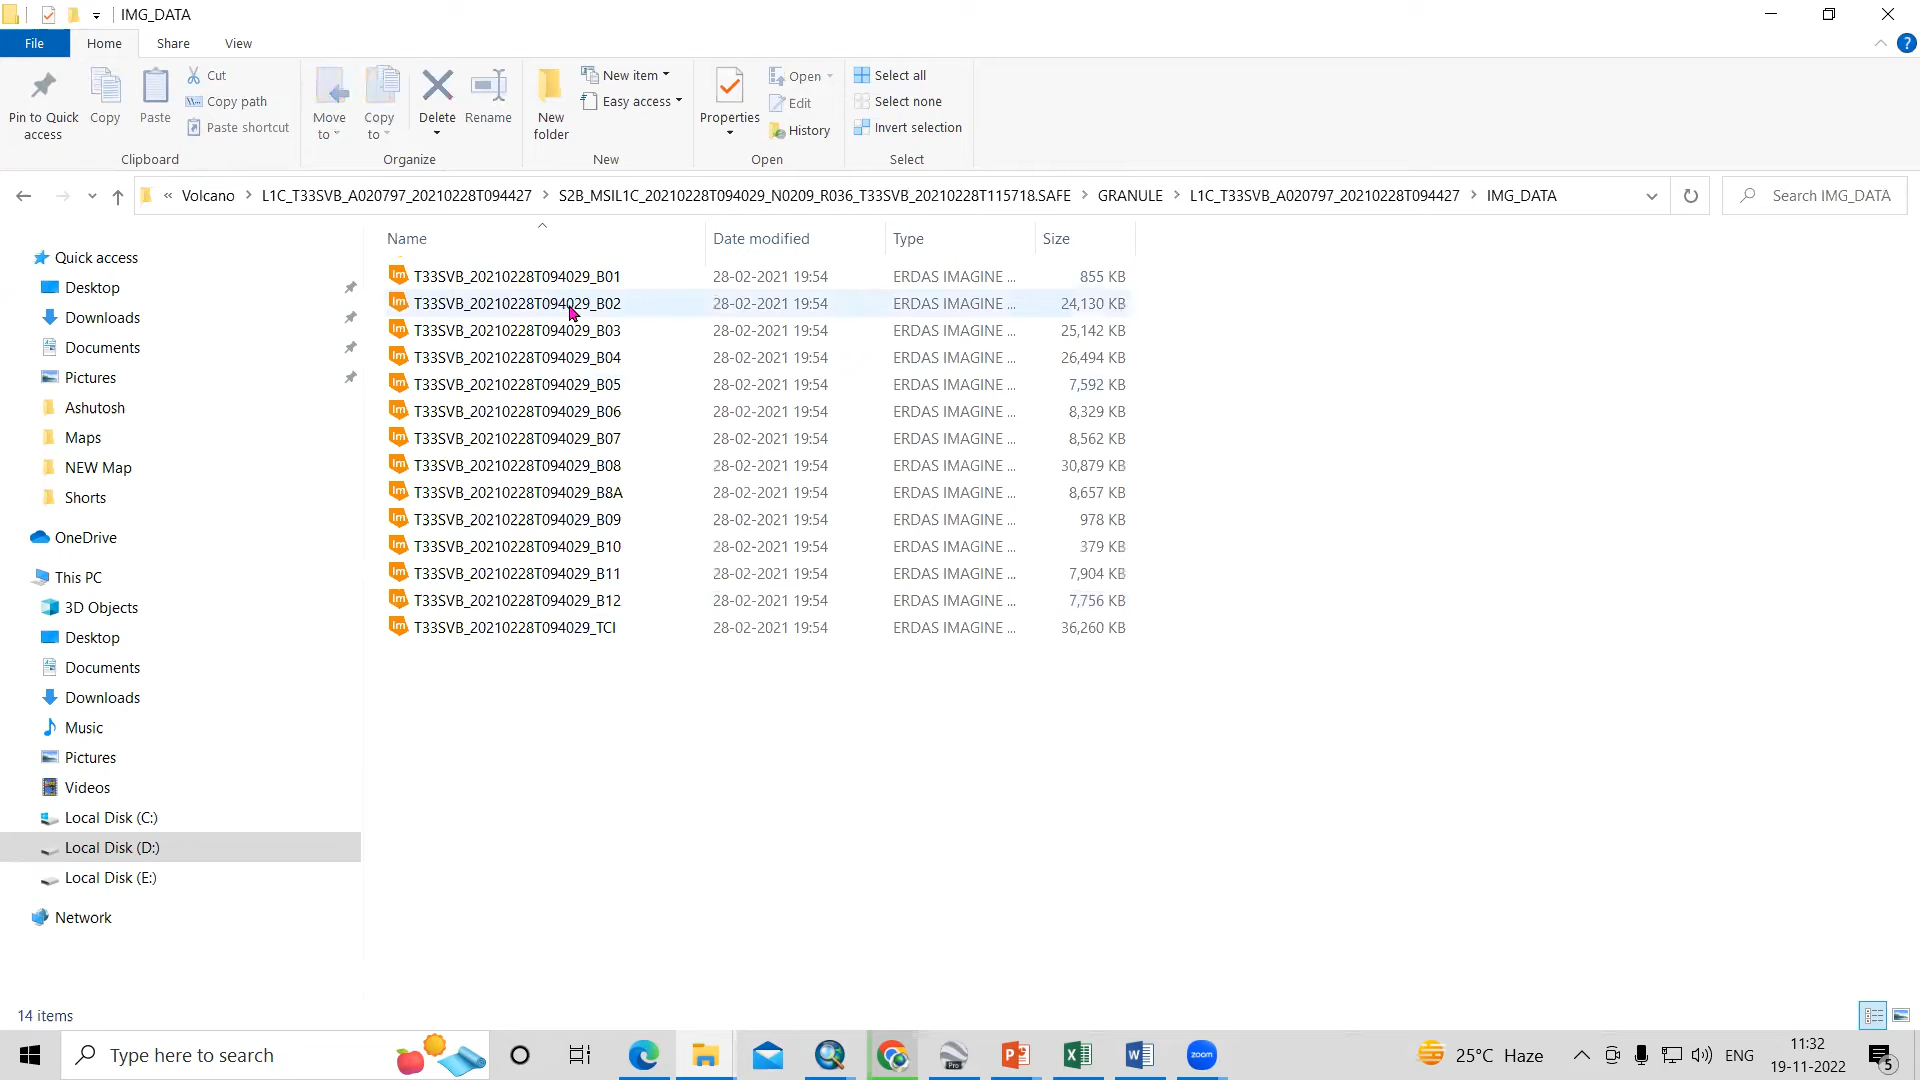 IMG_DATA
File Home Share View
Pin to Quick access
Copy
Paste
Cut
Copy path
Paste shortcut
Clipboard
Move to
Copy to
Delete
Rename
Organize
New folder
New item
Easy access
New
Properties
Open
Edit
History
Open
Select all
Select none
Invert selection
Select
« Volcano > L1C_T33SVB_A020797_20210228T094427 > S2B_MSIL1C_20210228T094029_N0209_R036_T33SVB_20210228T115718.SAFE > GRANULE > L1C_T33SVB_A020797_20210228T094427 > IMG_DATA
Search IMG_DATA
Quick access
Desktop
Downloads
Documents
Pictures
Ashutosh
Maps
NEW Map
Shorts
OneDrive
This PC
3D Objects
Desktop
Documents
Downloads
Music
Pictures
Videos
Local Disk (C:)
Local Disk (D:)
Local Disk (E:)
Network
Name Date modified Type Size
T33SVB_20210228T094029_B01 28-02-2021 19:54 ERDAS IMAGINE ... 855 KB
T33SVB_20210228T094029_B02 28-02-2021 19:54 ERDAS IMAGINE ... 24,130 KB
T33SVB_20210228T094029_B03 28-02-2021 19:54 ERDAS IMAGINE ... 25,142 KB
T33SVB_20210228T094029_B04 28-02-2021 19:54 ERDAS IMAGINE ... 26,494 KB
T33SVB_20210228T094029_B05 28-02-2021 19:54 ERDAS IMAGINE ... 7,592 KB
T33SVB_20210228T094029_B06 28-02-2021 19:54 ERDAS IMAGINE ... 8,329 KB
T33SVB_20210228T094029_B07 28-02-2021 19:54 ERDAS IMAGINE ... 8,562 KB
T33SVB_20210228T094029_B08 28-02-2021 19:54 ERDAS IMAGINE ... 30,879 KB
T33SVB_20210228T094029_B8A 28-02-2021 19:54 ERDAS IMAGINE ... 8,657 KB
T33SVB_20210228T094029_B09 28-02-2021 19:54 ERDAS IMAGINE ... 978 KB
T33SVB_20210228T094029_B10 28-02-2021 19:54 ERDAS IMAGINE ... 379 KB
T33SVB_20210228T094029_B11 28-02-2021 19:54 ERDAS IMAGINE ... 7,904 KB
T33SVB_20210228T094029_B12 28-02-2021 19:54 ERDAS IMAGINE ... 7,756 KB
T33SVB_20210228T094029_TCI 28-02-2021 19:54 ERDAS IMAGINE ... 36,260 KB
14 items
Type here to search
Pro
zoom
25°C Haze
ENG
11:32
19-11-2022
5